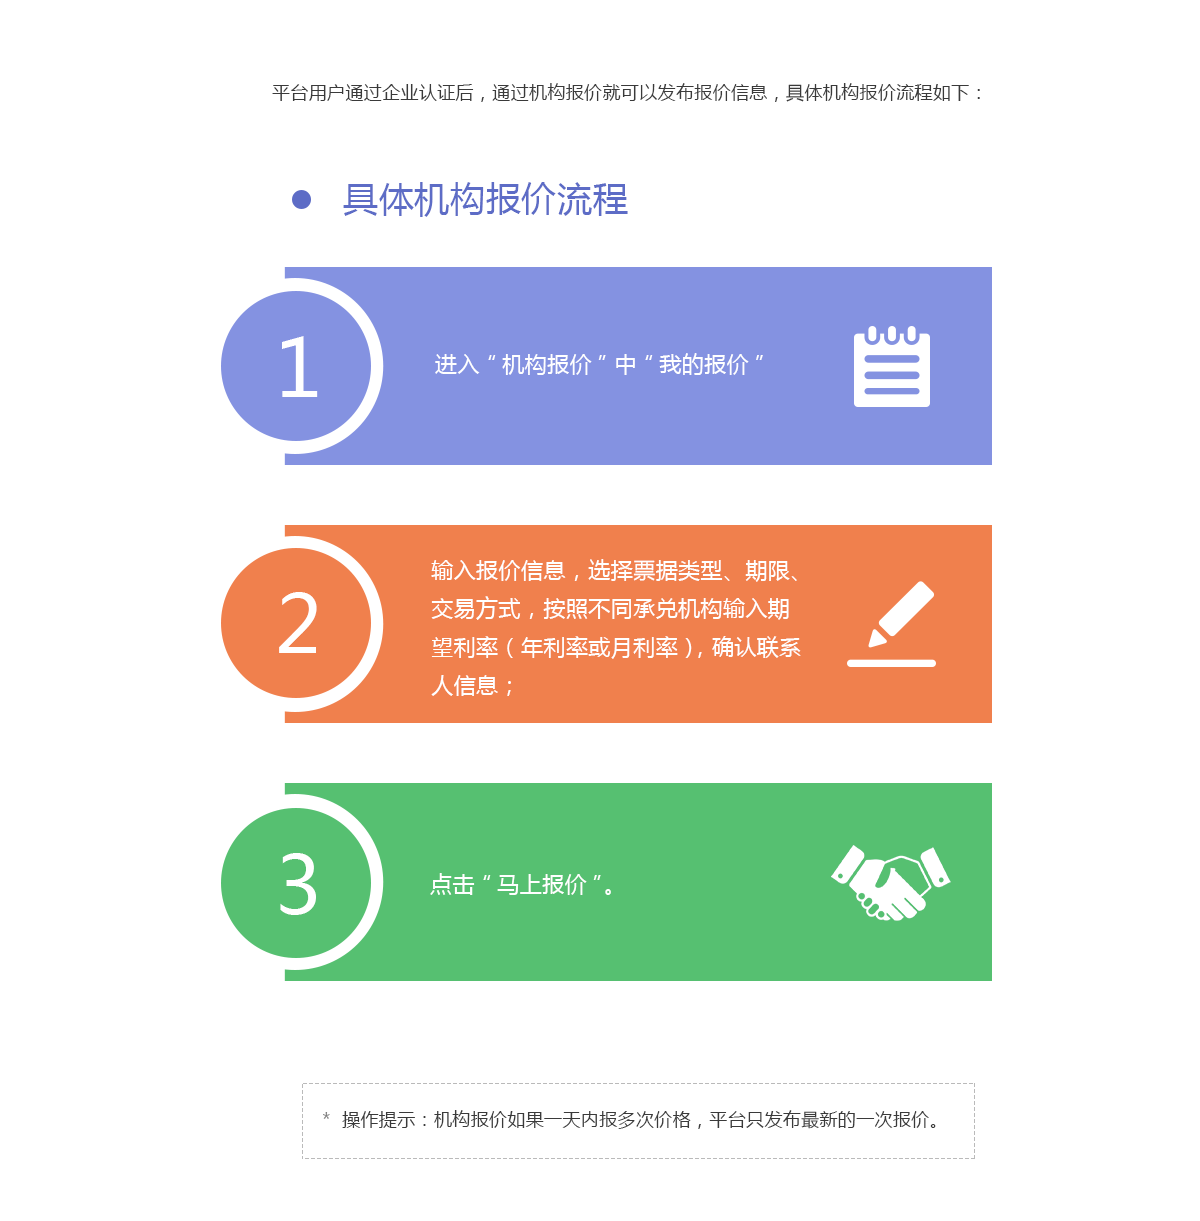 平台用户通过企业认证后，通过机构报价就可以发布报价信息，具体机构报价流程如下：
● 具体机构报价流程
1
进入“机构报价”中“我的报价”
2
输入报价信息，选择票据类型、期限、
交易方式，按照不同承兑机构输入期
望利率（年利率或月利率），确认联系
人信息；
3
点击“马上报价”。
* 操作提示：机构报价如果一天内报多次价格，平台只发布最新的一次报价。